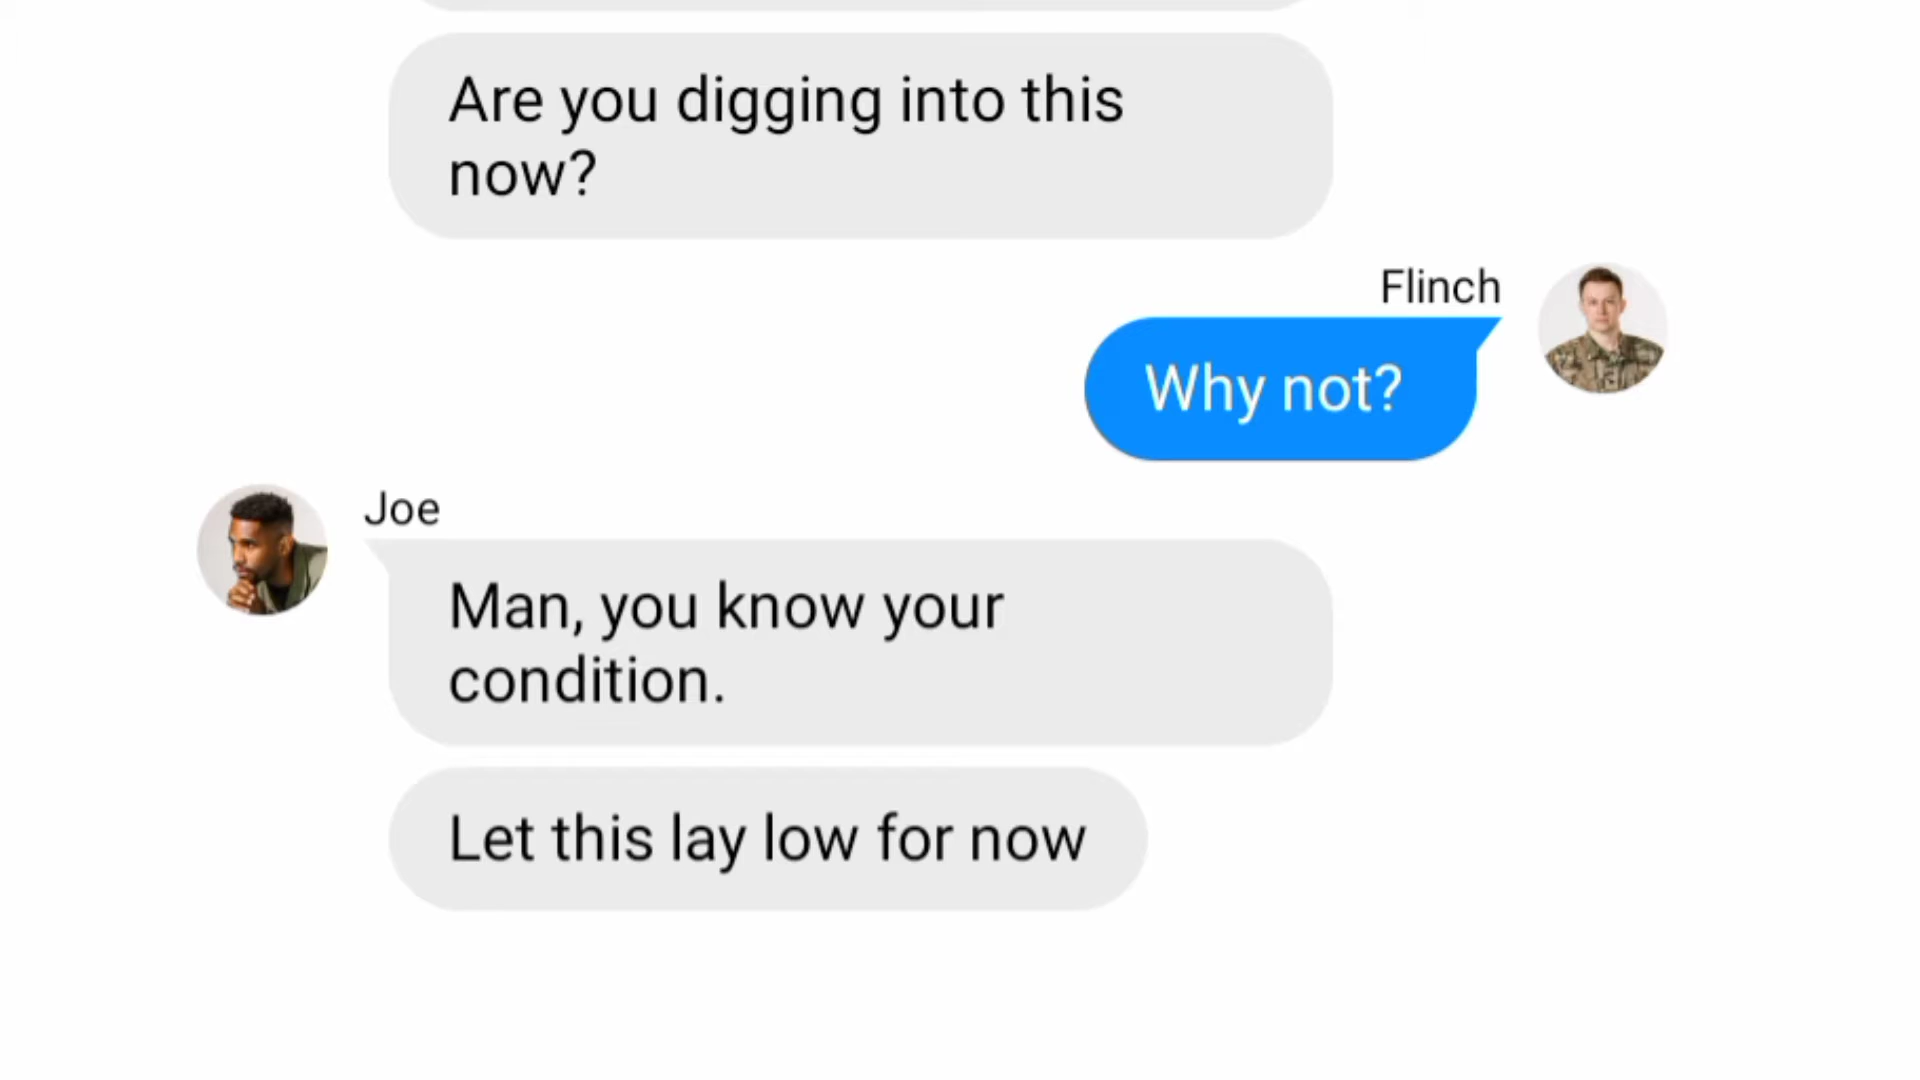 Are you digging into this
now?
Flinch
Why not?
Joe
Man, you know your
condition.
Let this lay low for now